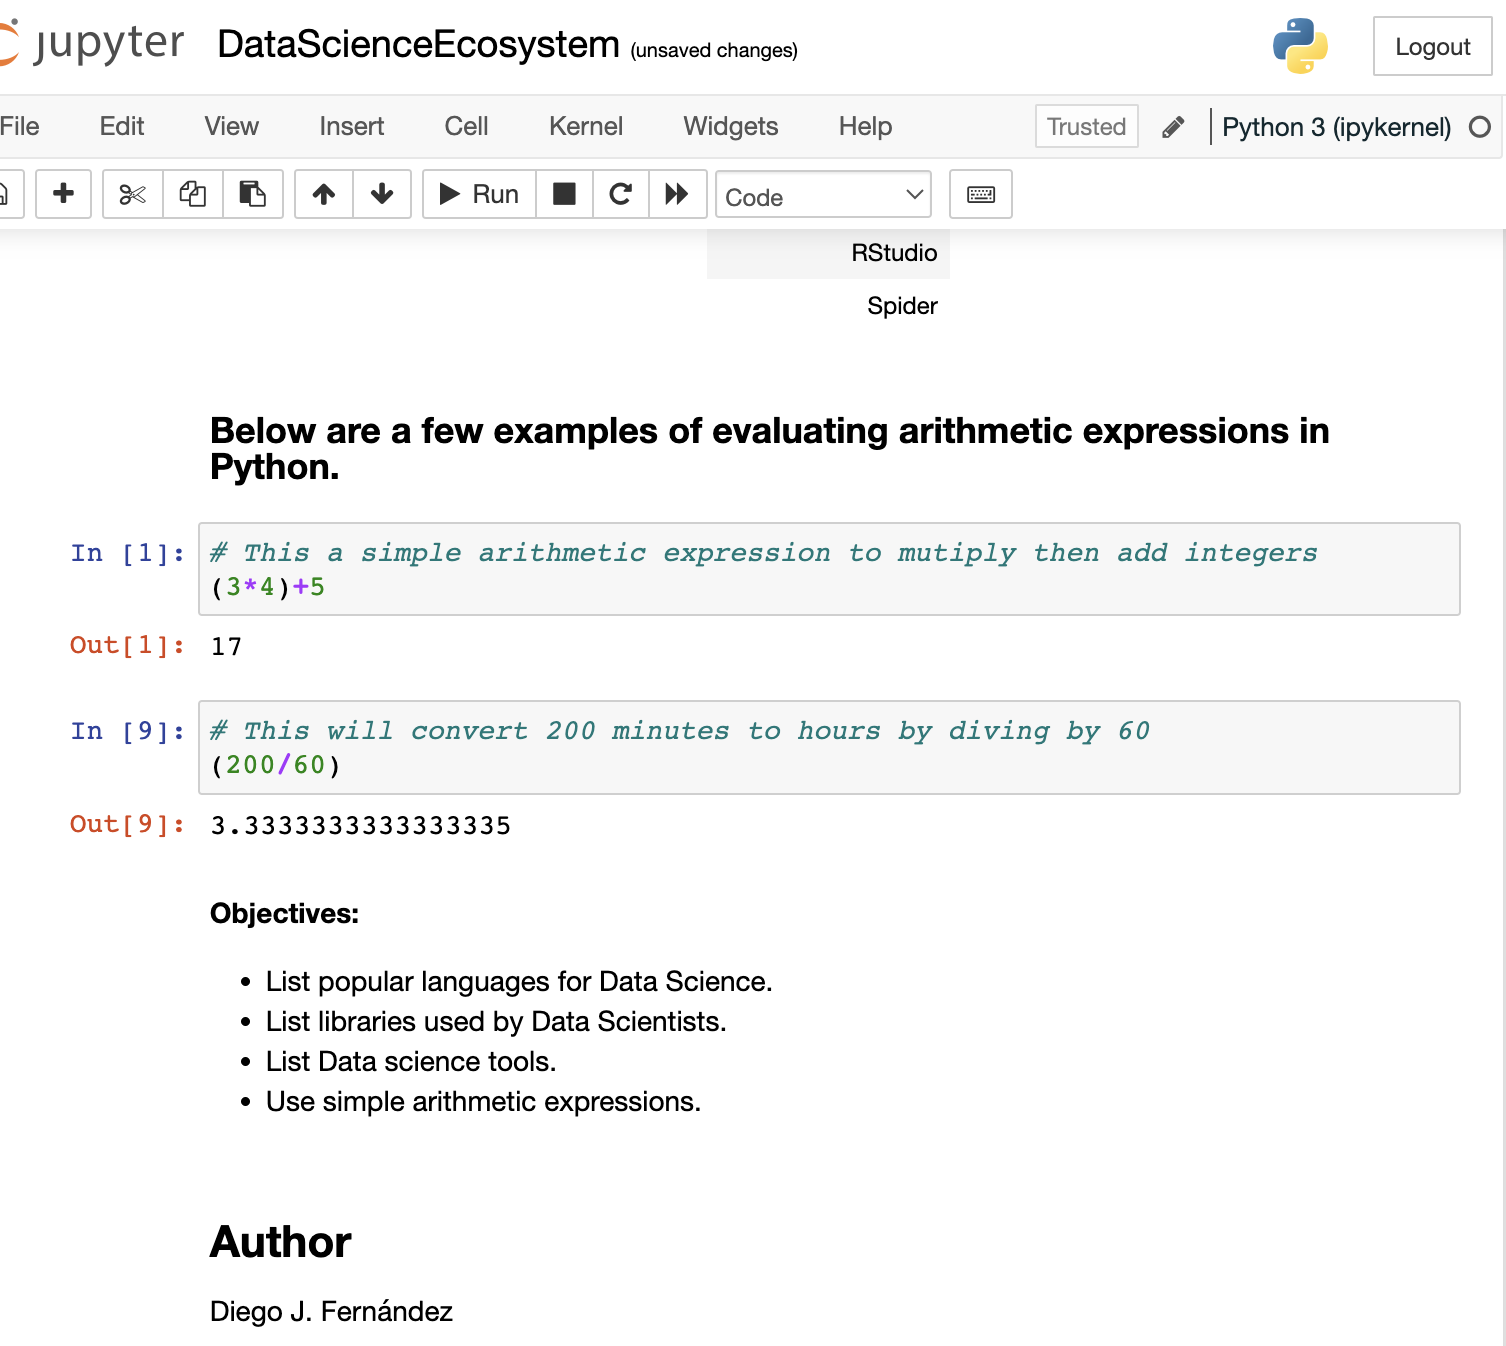 jupyter DataScienceEcosystem (unsaved changes) Logout
File Edit View Insert Cell Kernel Widgets Help Trusted Python 3 (ipykernel)
Run Code
RStudio
Spider
Below are a few examples of evaluating arithmetic expressions in
Python.
In [1]: # This a simple arithmetic expression to mutiply then add integers
(3*4)+5
Out[1]: 17
In [9]: # This will convert 200 minutes to hours by diving by 60
(200/60)
Out[9]: 3.3333333333333335
Objectives:
• List popular languages for Data Science.
• List libraries used by Data Scientists.
• List Data science tools.
• Use simple arithmetic expressions.
Author
Diego J. Fernández